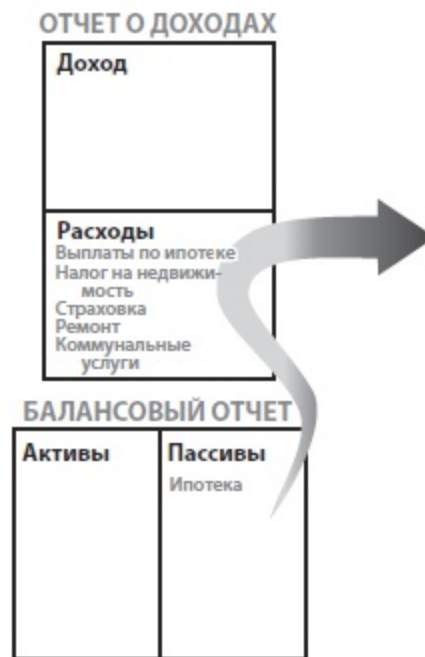 ОТЧЕТ О ДОХОДАХ
Доход
Расходы
Выплаты по ипотеке
Налог на недвижи-
мость
Страховка
Ремонт
Коммунальные
услуги
БАЛАНСОВЫЙ ОТЧЕТ
Активы
Пассивы
Ипотека